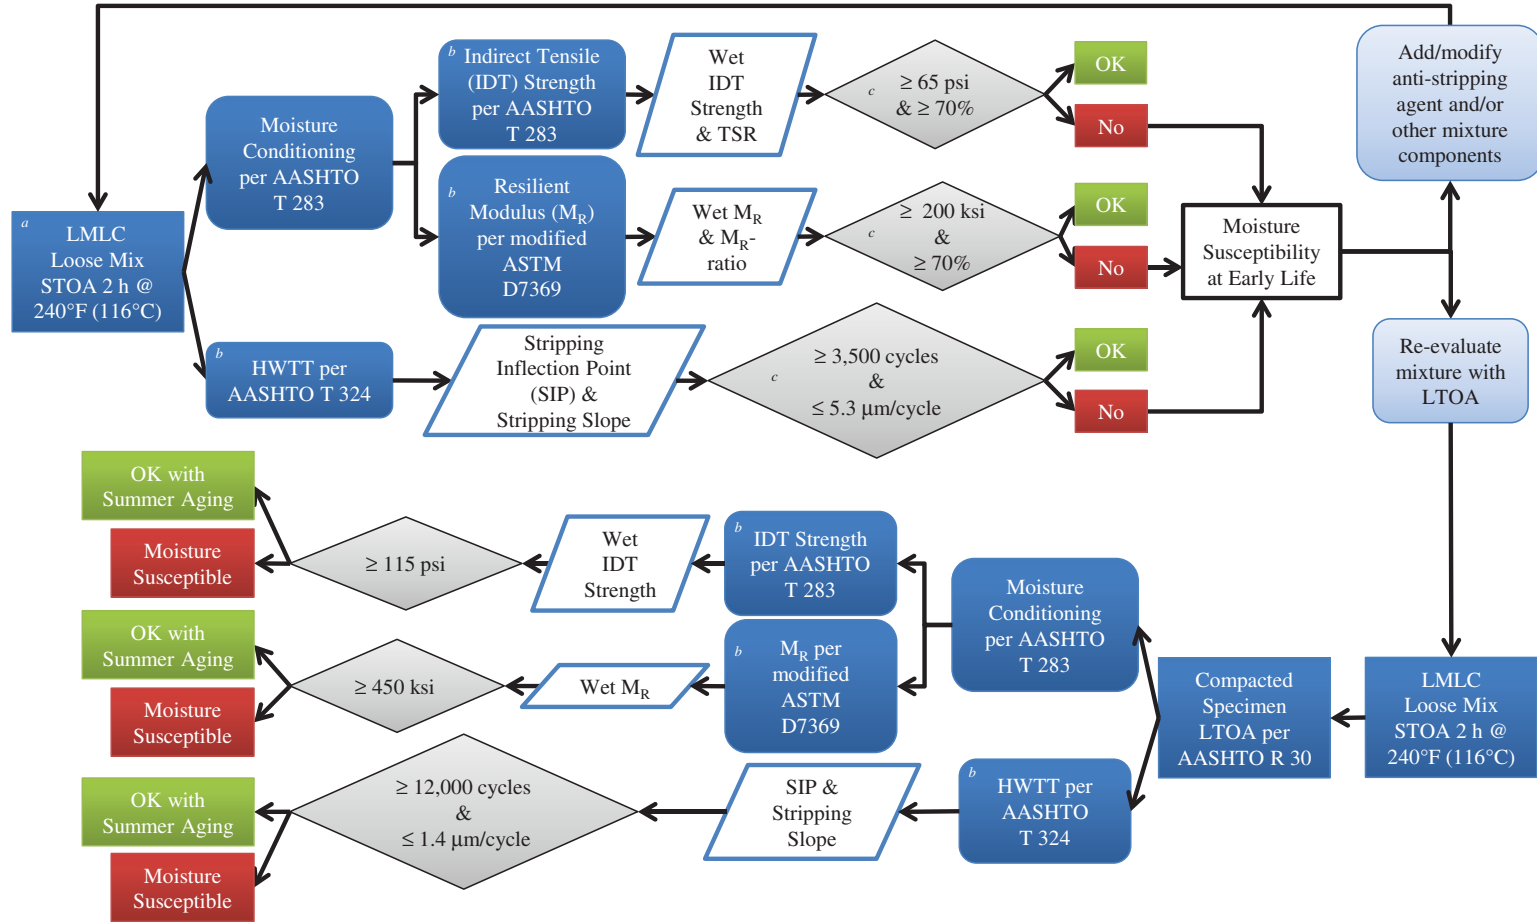 a
LMLC
Loose Mix
STOA 2 h @
240°F (116°C)
Moisture
Conditioning
per AASHTO
T 283
b
Indirect Tensile
(IDT) Strength
per AASHTO
T 283
Wet
IDT
Strength
& TSR
c
≥ 65 psi
& ≥ 70%
OK
No
b
Resilient
Modulus (MR)
per modified
ASTM
D7369
Wet MR
& MR-
ratio
c
≥ 200 ksi
&
≥ 70%
OK
No
b
HWTT per
AASHTO T 324
Stripping
Inflection Point
(SIP) &
Stripping Slope
c
≥ 3,500 cycles
&
≤ 5.3 μm/cycle
OK
No
Moisture
Susceptibility
at Early Life
Add/modify
anti-stripping
agent and/or
other mixture
components
Re-evaluate
mixture with
LTOA
LMLC
Loose Mix
STOA 2 h @
240°F (116°C)
Compacted
Specimen
LTOA per
AASHTO R 30
Moisture
Conditioning
per AASHTO
T 283
b
IDT Strength
per AASHTO
T 283
Wet
IDT
Strength
≥ 115 psi
OK with
Summer Aging
Moisture
Susceptible
b
MR per
modified
ASTM
D7369
Wet MR
≥ 450 ksi
OK with
Summer Aging
Moisture
Susceptible
b
HWTT per
AASHTO
T 324
SIP &
Stripping
Slope
≥ 12,000 cycles
&
≤ 1.4 μm/cycle
OK with
Summer Aging
Moisture
Susceptible